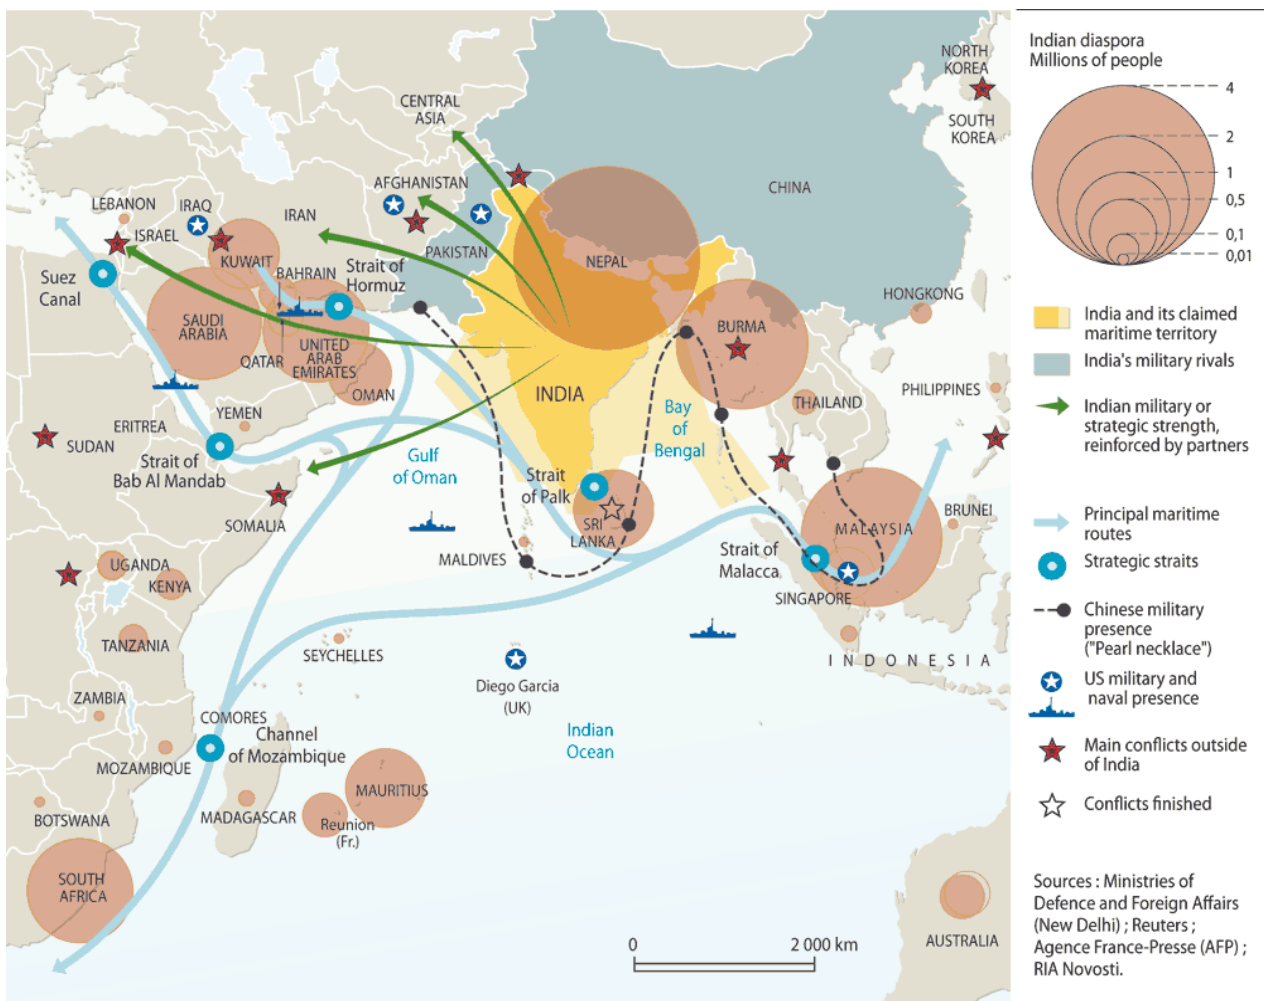 NORTH
KOREA
SOUTH
KOREA
CENTRAL
ASIA
CHINA
AFGHANISTAN
LEBANON
IRAQ
IRAN
ISRAEL
PAKISTAN
NEPAL
KUWAIT
BAHRAIN
Strait of
Hormuz
Suez
Canal
HONGKONG
SAUDI
ARABIA
BURMA
UNITED
ARAB
EMIRATES
QATAR
OMAN
INDIA
PHILIPPINES
THAILAND
Bay
of
Bengal
YEMEN
ERITREA
SUDAN
Strait of
Bab Al Mandab
Gulf
of Oman
Strait
of Palk
SOMALIA
SRI
LANKA
MALAYSIA
BRUNEI
MALDIVES
Strait of
Malacca
UGANDA
KENYA
SINGAPORE
TANZANIA
SEYCHELLES
INDONESIA
Diego Garcia
(UK)
ZAMBIA
COMORES
Channel
of Mozambique
Indian
Ocean
MOZAMBIQUE
MAURITIUS
BOTSWANA
MADAGASCAR
Reunion
(Fr.)
SOUTH
AFRICA
AUSTRALIA
0
2 000 km
Indian diaspora
Millions of people
4
2
1
0,5
0,1
0,01
India and its claimed
maritime territory
India's military rivals
Indian military or
strategic strength,
reinforced by partners
Principal maritime
routes
Strategic straits
Chinese military
presence
("Pearl necklace")
US military and
naval presence
Main conflicts outside
of India
Conflicts finished
Sources : Ministries of
Defence and Foreign Affairs
(New Delhi) ; Reuters ;
Agence France-Presse (AFP) ;
RIA Novosti.